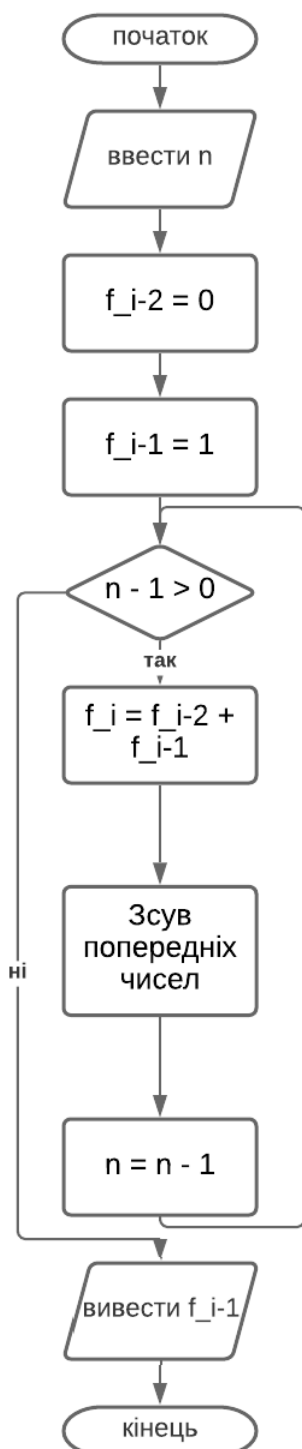 початок
ввести n
f_i-2 = 0
f_i-1 = 1
n - 1 > 0
так
f_i = f_i-2 +
f_i-1
Зсув
попередніх
чисел
ні
n = n - 1
вивести f_i-1
кінець